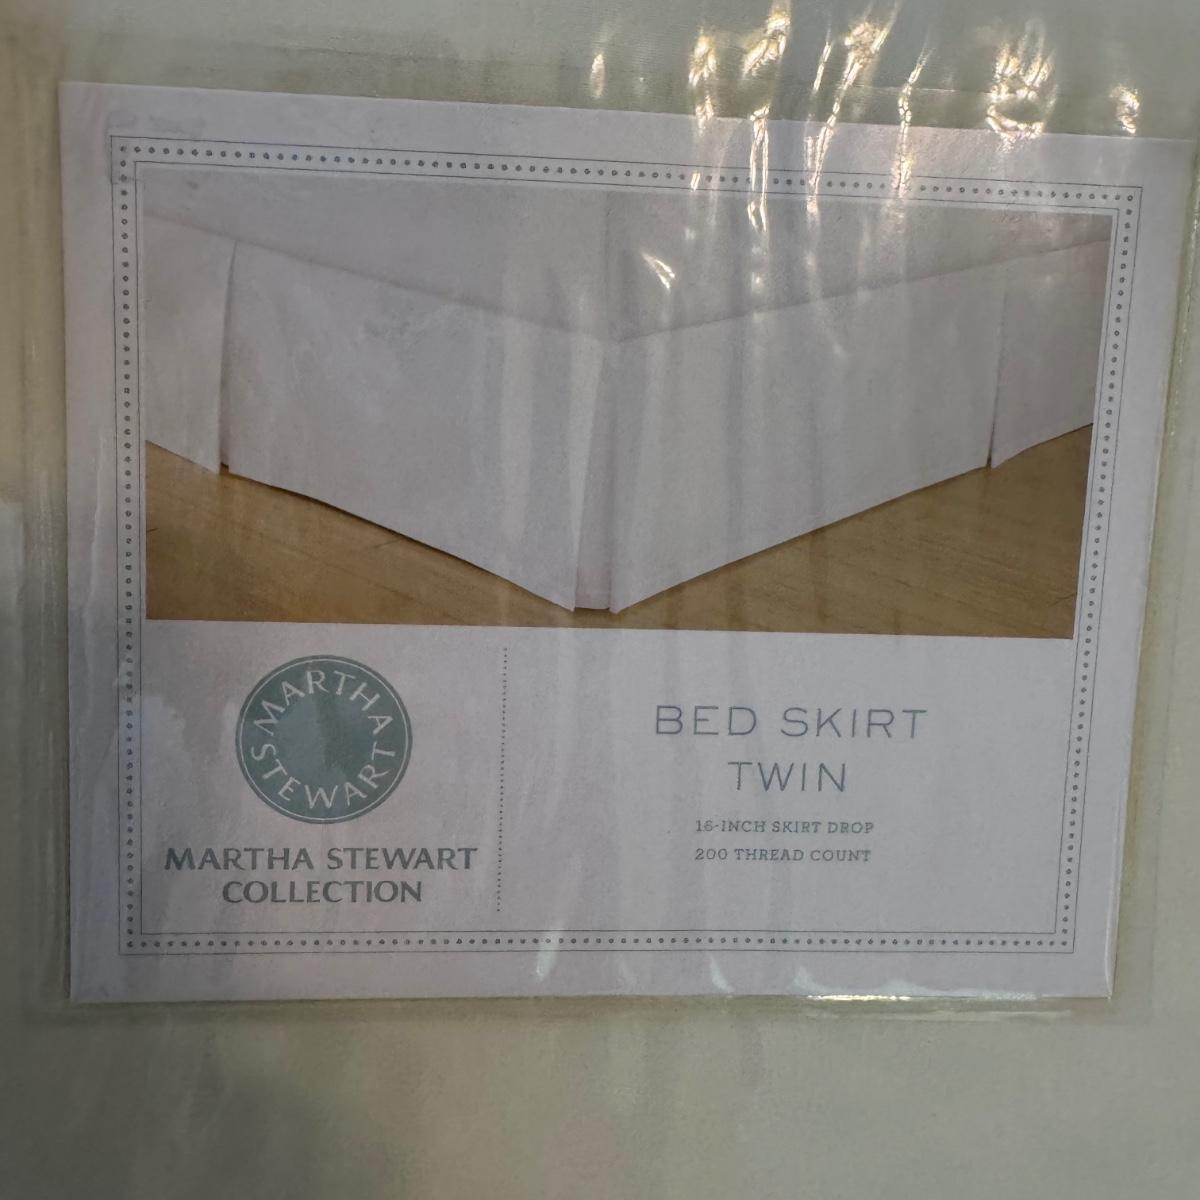 MARTHA
STEWART
MARTHA STEWART
COLLECTION
BED SKIRT
TWIN
16-INCH SKIRT DROP
200 THREAD COUNT